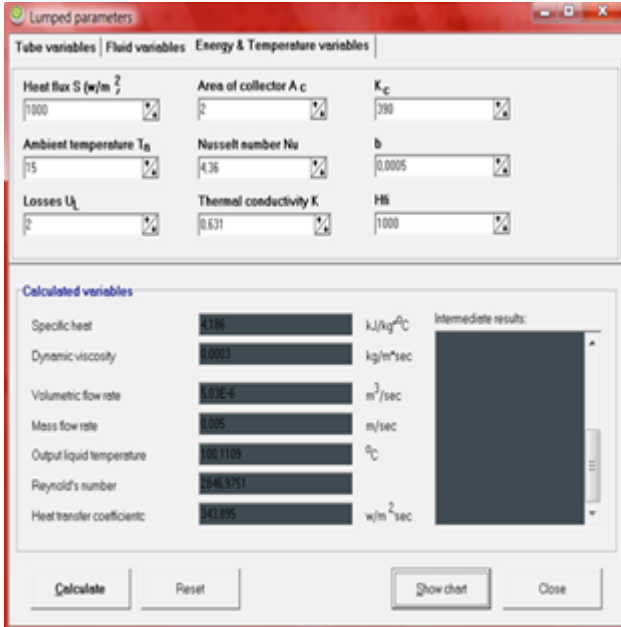 Lumped parameters
Tube variables Fluid variables Energy & Temperature variables
Heat flux S (w/m 2 ;
Area of collector A c
K c
1000
2
390
Ambient temperature Ta
Nusselt number Nu
b
15
4,36
0,0005
Losses UL
Thermal conductivity K
Hfi
2
0,631
1000
Calculated variables
Specific heat 4,186 kJ/kg*ºC
Intermediate results:
Dynamic viscosity 0,0003 kg/m*sec
Volumetric flow rate 5,03E-6 m3/sec
Mass flow rate 0,005 m/sec
Output liquid temperature 100,1109 ºC
Reynold's number 2846,9751
Heat transfer coefficientc 343,895 w/m 2sec
Calculate Reset Show chart Close